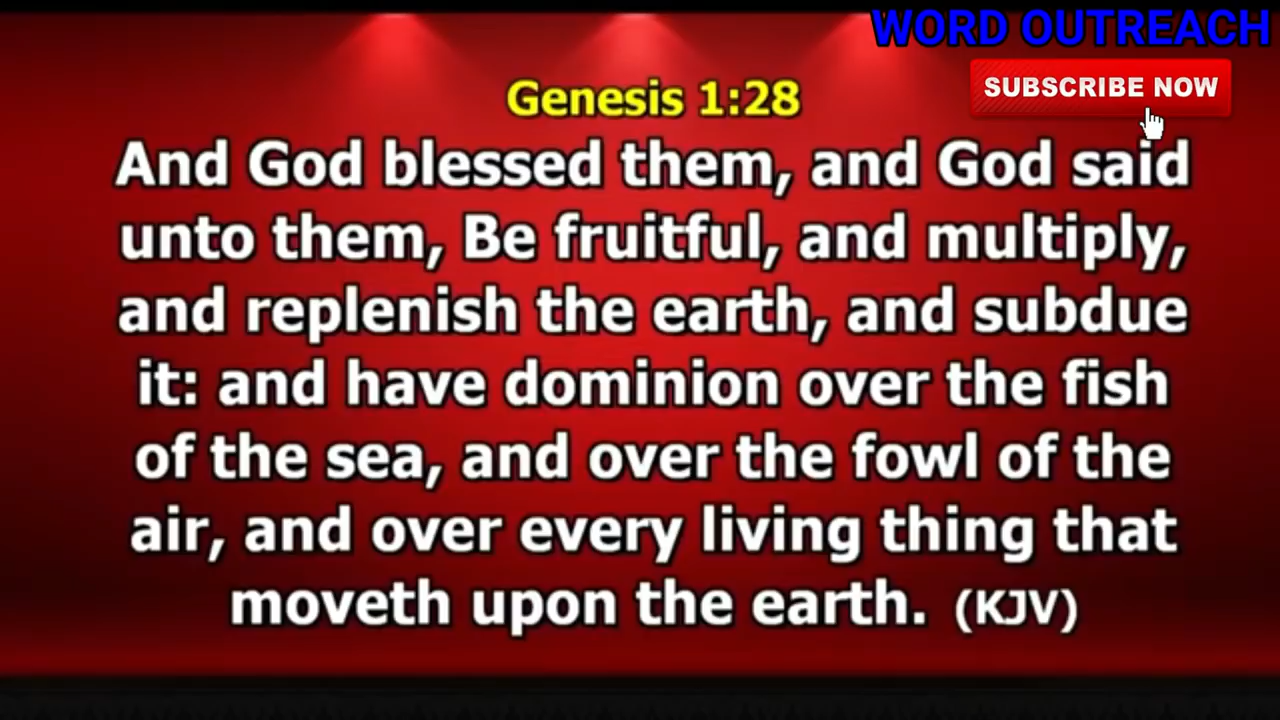 WORD OUTREACH
SUBSCRIBE NOW
Genesis 1:28
And God blessed them, and God said
unto them, Be fruitful, and multiply,
and replenish the earth, and subdue
it: and have dominion over the fish
of the sea, and over the fowl of the
air, and over every living thing that
moveth upon the earth. (KJV)